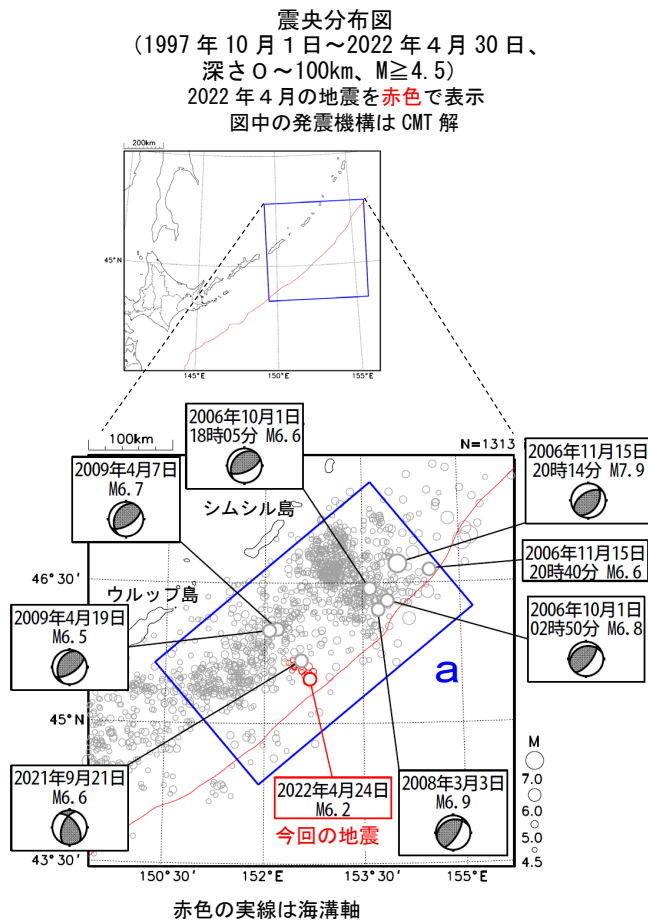 震央分布図
(1997年10月1日～2022年4月30日、
深さ0～100km、M≧4.5)
2022年4月の地震を赤色で表示
図中の発震機構はCMT解
200km
45°N
145°E
150°E
155°E
100km
N=1313
2006年10月1日
18時05分 M6.6
2009年4月7日
M6.7
シムシル島
2006年11月15日
20時14分 M7.9
2006年11月15日
20時40分 M6.6
46°30'
ウルップ島
2009年4月19日
M6.5
2006年10月1日
02時50分 M6.8
a
45°N
2021年9月21日
M6.6
2022年4月24日
M6.2
今回の地震
2008年3月3日
M6.9
M
7.0
6.0
5.0
4.5
43°30'
150°30'
152°E
153°30'
155°E
赤色の実線は海溝軸